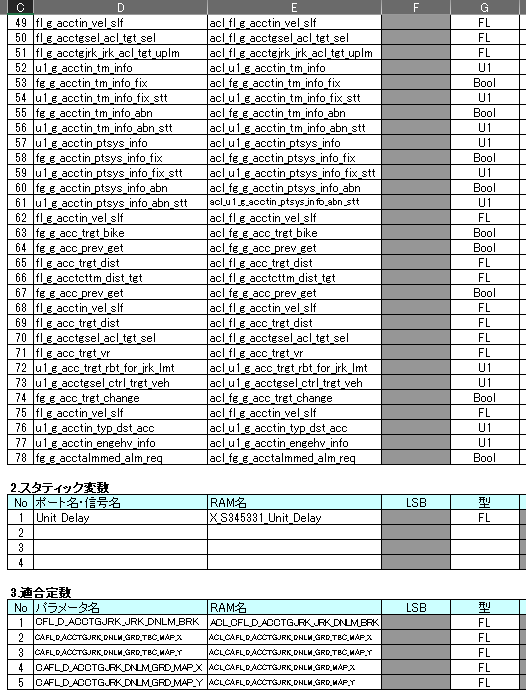 C D E F G
49 fl_g_acctin_vel_slf acl_fl_g_acctin_vel_slf FL
50 fl_g_acctgsel_acl_tgt_sel acl_fl_g_acctgsel_acl_tgt_sel FL
51 fl_g_acctgjrk_jrk_acl_tgt_uplm acl_fl_g_acctgjrk_jrk_acl_tgt_uplm FL
52 u1_g_acctin_tm_info acl_u1_g_acctin_tm_info U1
53 fg_g_acctin_tm_info_fix acl_fg_g_acctin_tm_info_fix Bool
54 u1_g_acctin_tm_info_fix_stt acl_u1_g_acctin_tm_info_fix_stt U1
55 fg_g_acctin_tm_info_abn acl_fg_g_acctin_tm_info_abn Bool
56 u1_g_acctin_tm_info_abn_stt acl_u1_g_acctin_tm_info_abn_stt U1
57 u1_g_acctin_ptsys_info acl_u1_g_acctin_ptsys_info U1
58 fg_g_acctin_ptsys_info_fix acl_fg_g_acctin_ptsys_info_fix Bool
59 u1_g_acctin_ptsys_info_fix_stt acl_u1_g_acctin_ptsys_info_fix_stt U1
60 fg_g_acctin_ptsys_info_abn acl_fg_g_acctin_ptsys_info_abn Bool
61 u1_g_acctin_ptsys_info_abn_stt acl_u1_g_acctin_ptsys_info_abn_stt U1
62 fl_g_acctin_vel_slf acl_fl_g_acctin_vel_slf FL
63 fg_g_acc_trgt_bike acl_fg_g_acc_trgt_bike Bool
64 fg_g_acc_prev_get acl_fg_g_acc_prev_get Bool
65 fl_g_acc_trgt_dist acl_fl_g_acc_trgt_dist FL
66 fl_g_acctcttm_dist_tgt acl_fl_g_acctcttm_dist_tgt FL
67 fg_g_acc_prev_get acl_fg_g_acc_prev_get Bool
68 fl_g_acctin_vel_slf acl_fl_g_acctin_vel_slf FL
69 fl_g_acc_trgt_dist acl_fl_g_acc_trgt_dist FL
70 fl_g_acctgsel_acl_tgt_sel acl_fl_g_acctgsel_acl_tgt_sel FL
71 fl_g_acc_trgt_vr acl_fl_g_acc_trgt_vr FL
72 u1_g_acc_trgt_rbt_for_jrk_lmt acl_u1_g_acc_trgt_rbt_for_jrk_lmt U1
73 u1_g_acctgsel_ctrl_trgt_veh acl_u1_g_acctgsel_ctrl_trgt_veh U1
74 fg_g_acc_trgt_change acl_fg_g_acc_trgt_change Bool
75 fl_g_acctin_vel_slf acl_fl_g_acctin_vel_slf FL
76 u1_g_acctin_typ_dst_acc acl_u1_g_acctin_typ_dst_acc U1
77 u1_g_acctin_engehv_info acl_u1_g_acctin_engehv_info U1
78 fg_g_acctalmmed_alm_req acl_fg_g_acctalmmed_alm_req Bool
2.スタティック変数
No ポート名・信号名 RAM名 LSB 型
1 Unit Delay X_S345331_Unit_Delay FL
2
3
4
3.適合定数
No パラメータ名 RAM名 LSB 型
1 CFL_D_ACCTGJRK_JRK_DNLM_BRK ACL_CFL_D_ACCTGJRK_JRK_DNLM_BRK FL
2 CAFL_D_ACCTGJRK_DNLM_GRD_TBC_MAP_X ACL_CAFL_D_ACCTGJRK_DNLM_GRD_TBC_MAP_X FL
3 CAFL_D_ACCTGJRK_DNLM_GRD_TBC_MAP_Y ACL_CAFL_D_ACCTGJRK_DNLM_GRD_TBC_MAP_Y FL
4 CAFL_D_ACCTGJRK_DNLM_GRD_MAP_X ACL_CAFL_D_ACCTGJRK_DNLM_GRD_MAP_X FL
5 CAFL_D_ACCTGJRK_DNLM_GRD_MAP_Y ACL_CAFL_D_ACCTGJRK_DNLM_GRD_MAP_Y FL